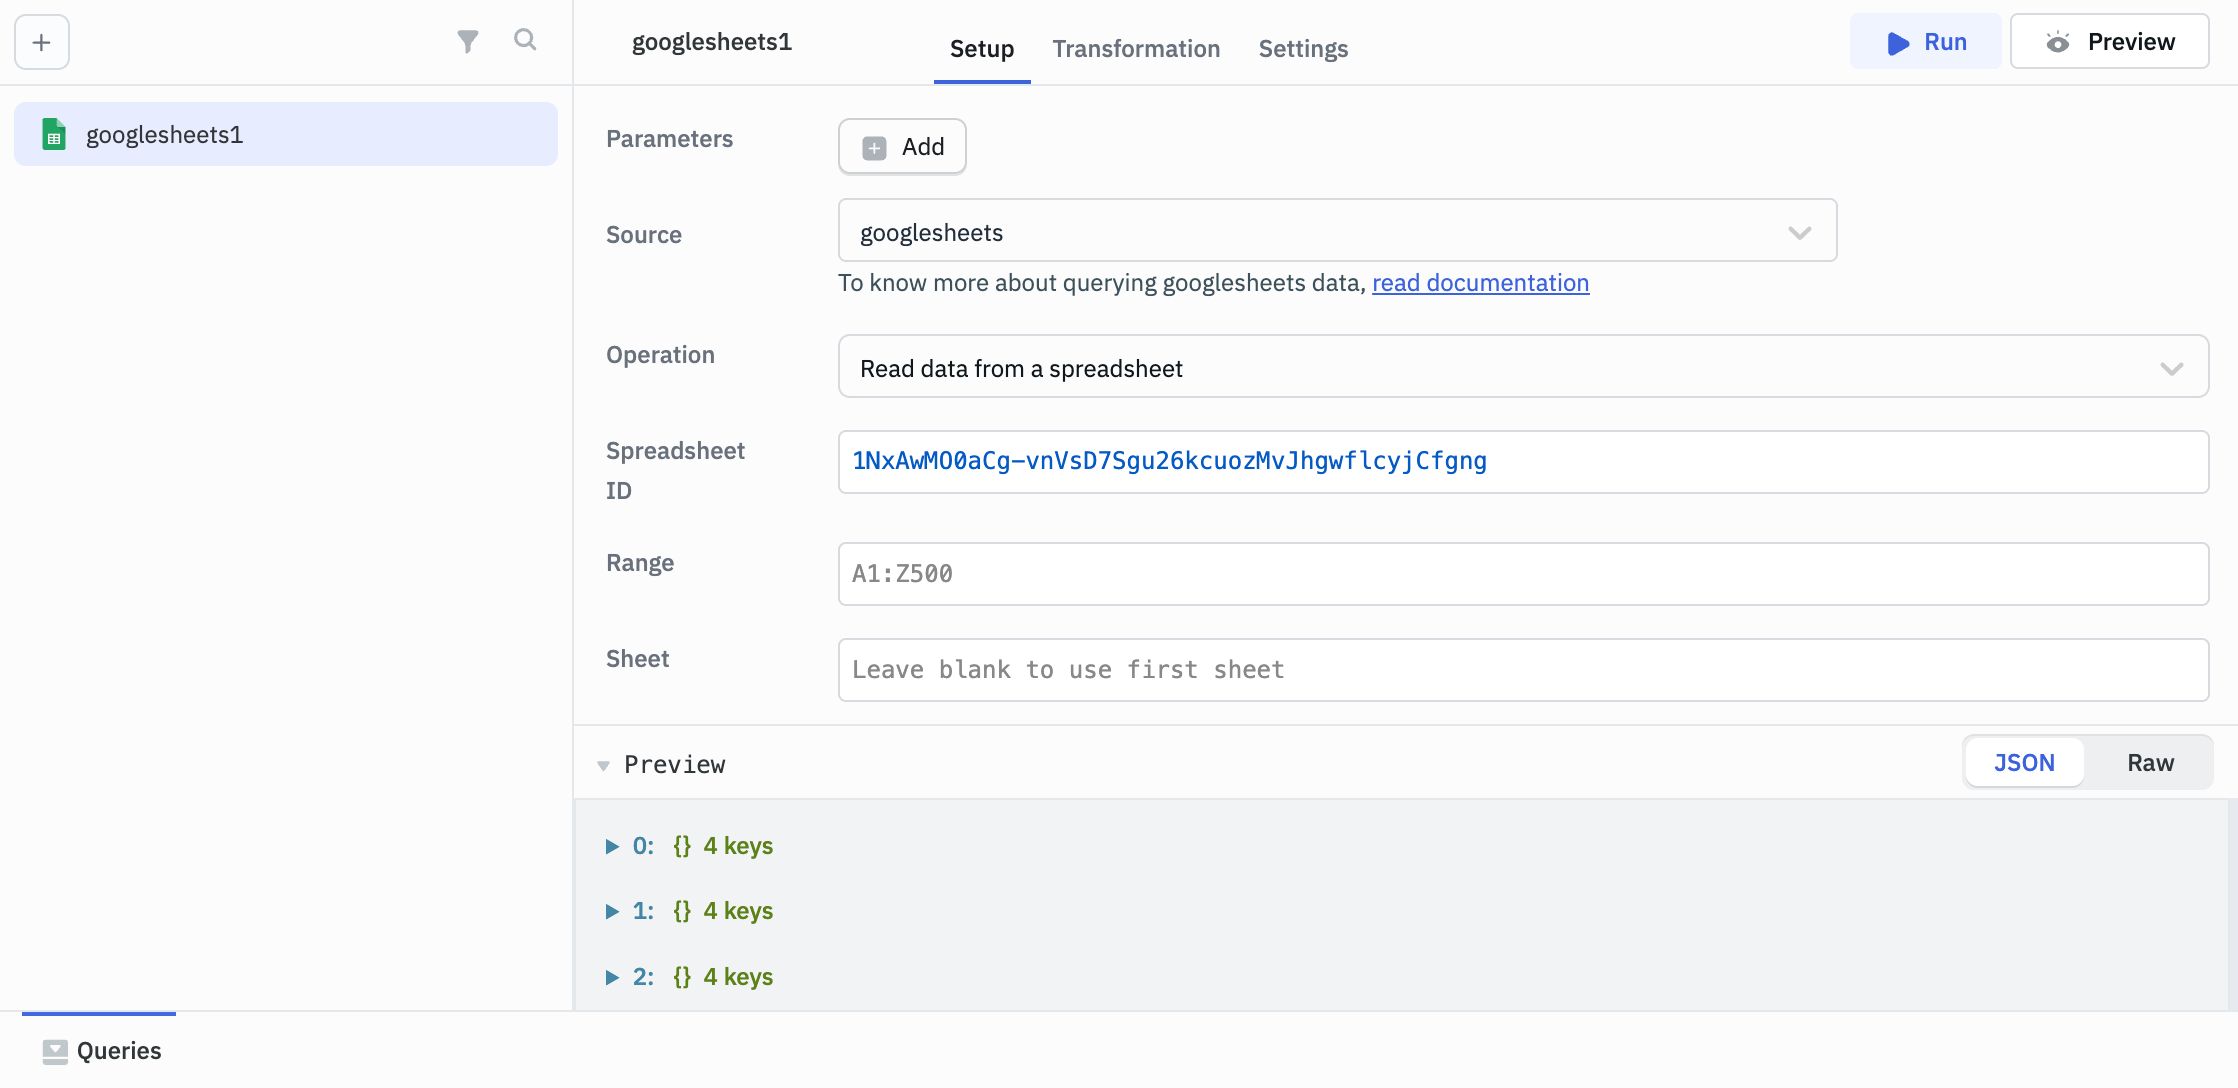 googlesheets1
googlesheets1
Setup Transformation Settings
Run
Preview
Parameters
Add
Source
googlesheets
To know more about querying googlesheets data, read documentation
Operation
Read data from a spreadsheet
Spreadsheet
ID
1NxAwMO0aCg-vnVsD7Sgu26kcuozMvJhgwflcyjCfgng
Range
A1:Z500
Sheet
Leave blank to use first sheet
Preview
JSON Raw
0: {} 4 keys
1: {} 4 keys
2: {} 4 keys
Queries